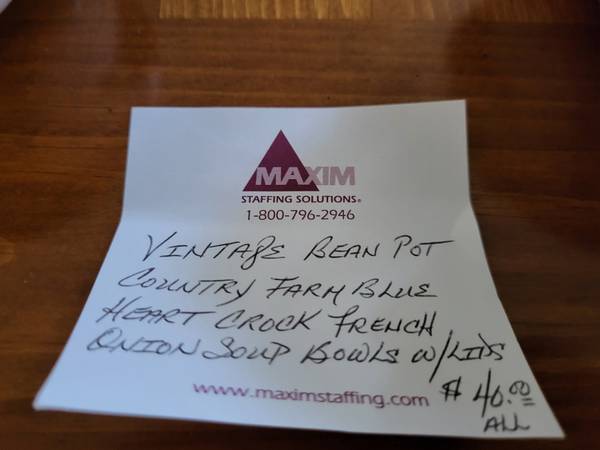 MAXIM
STAFFING SOLUTIONS®
1-800-796-2946
VINTAGE BEAN POT
COUNTRY FARM BLUE
HEART CROCK FRENCH
ONION SOUP BOWLS W/LIDS
www.maximstaffing.com $ 40.00
ALL